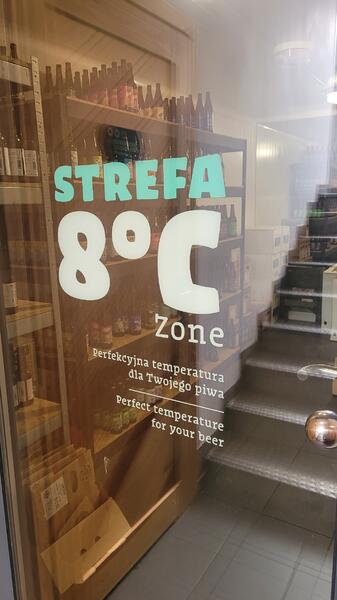 STREFA
8°C
Zone
Perfekcyjna temperatura
dla Twojego piwa
Perfect temperature
for your beer